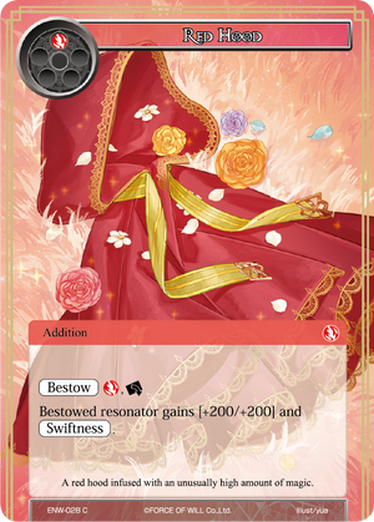 Red Hood
Addition
Bestow , .
Bestowed resonator gains [+200/+200] and
Swiftness .
A red hood infused with an unusually high amount of magic.
ENW-028 C ©FORCE OF WILL Co.,Ltd. Illust/yua